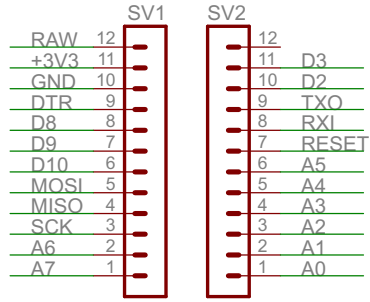 SV1 SV2
RAW 12 12
+3V3 11 11 D3
GND 10 10 D2
DTR 9 9 TXO
D8 8 8 RXI
D9 7 7 RESET
D10 6 6 A5
MOSI 5 5 A4
MISO 4 4 A3
SCK 3 3 A2
A6 2 2 A1
A7 1 1 A0